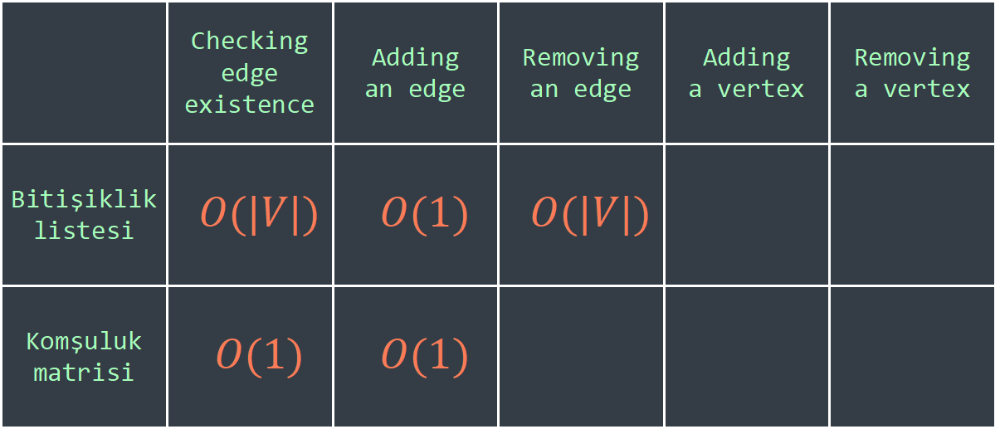 Checking
edge
existence
Adding
an edge
Removing
an edge
Adding
a vertex
Removing
a vertex
Bitişiklik
listesi
O(|V|)
O(1)
O(|V|)
Komşuluk
matrisi
O(1)
O(1)